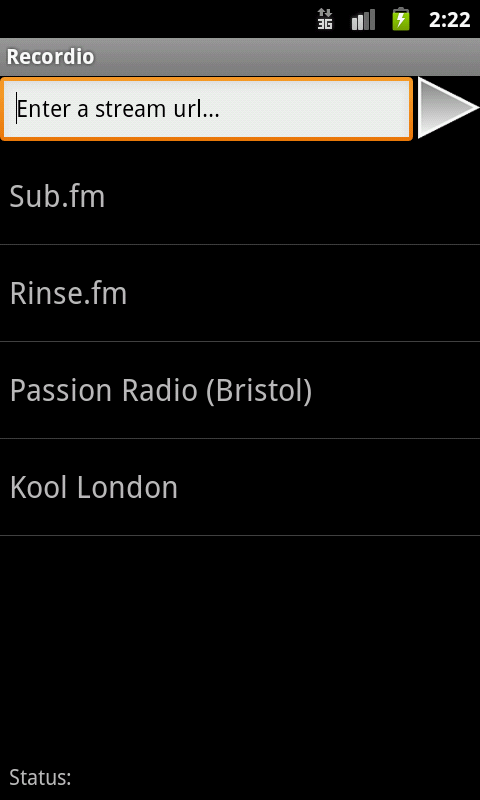 3G 2:22
Recordio
Enter a stream url...
Sub.fm
Rinse.fm
Passion Radio (Bristol)
Kool London
Status: